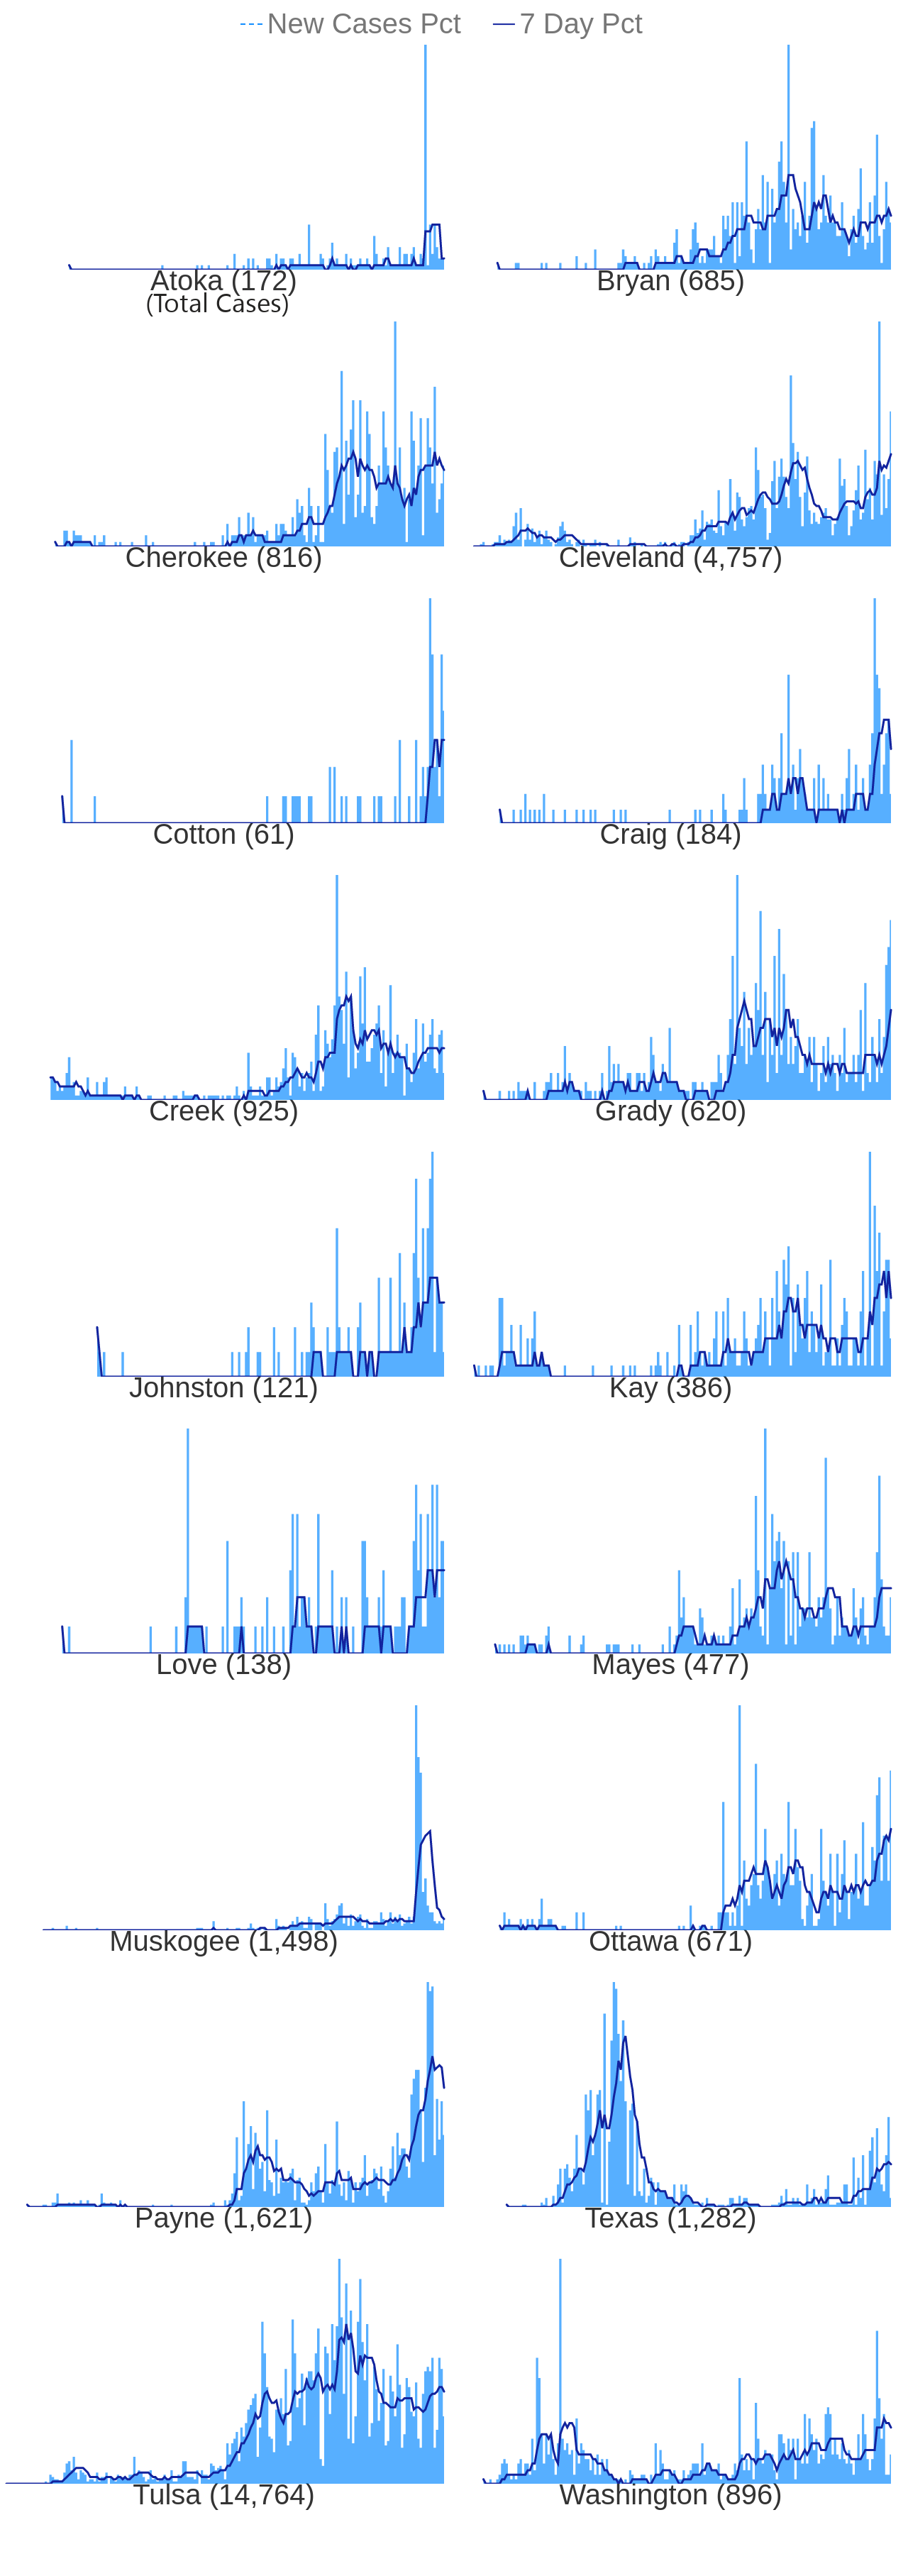 New Cases Pct 7 Day Pct
Atoka (172) Bryan (685)
(Total Cases)
Cherokee (816) Cleveland (4,757)
Cotton (61) Craig (184)
Creek (925) Grady (620)
Johnston (121) Kay (386)
Love (138) Mayes (477)
Muskogee (1,498) Ottawa (671)
Payne (1,621) Texas (1,282)
Tulsa (14,764) Washington (896)